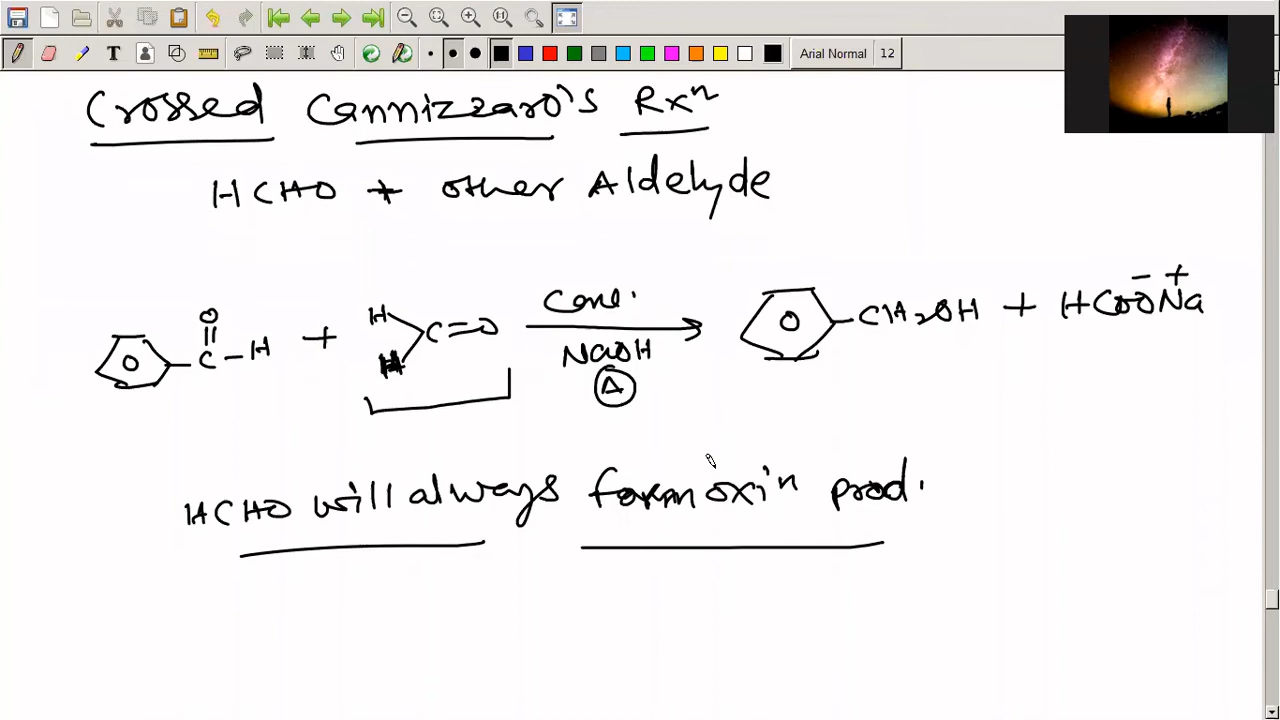 Arial Normal 12
Crossed Cannizzaro's Rxⁿ
HCHO + other Aldehyde
O
|| H
C - H + C=O Conc. CH₂OH + HCOO⁻Na⁺
H NaOH
Δ
HCHO will always form oxiⁿ prod.